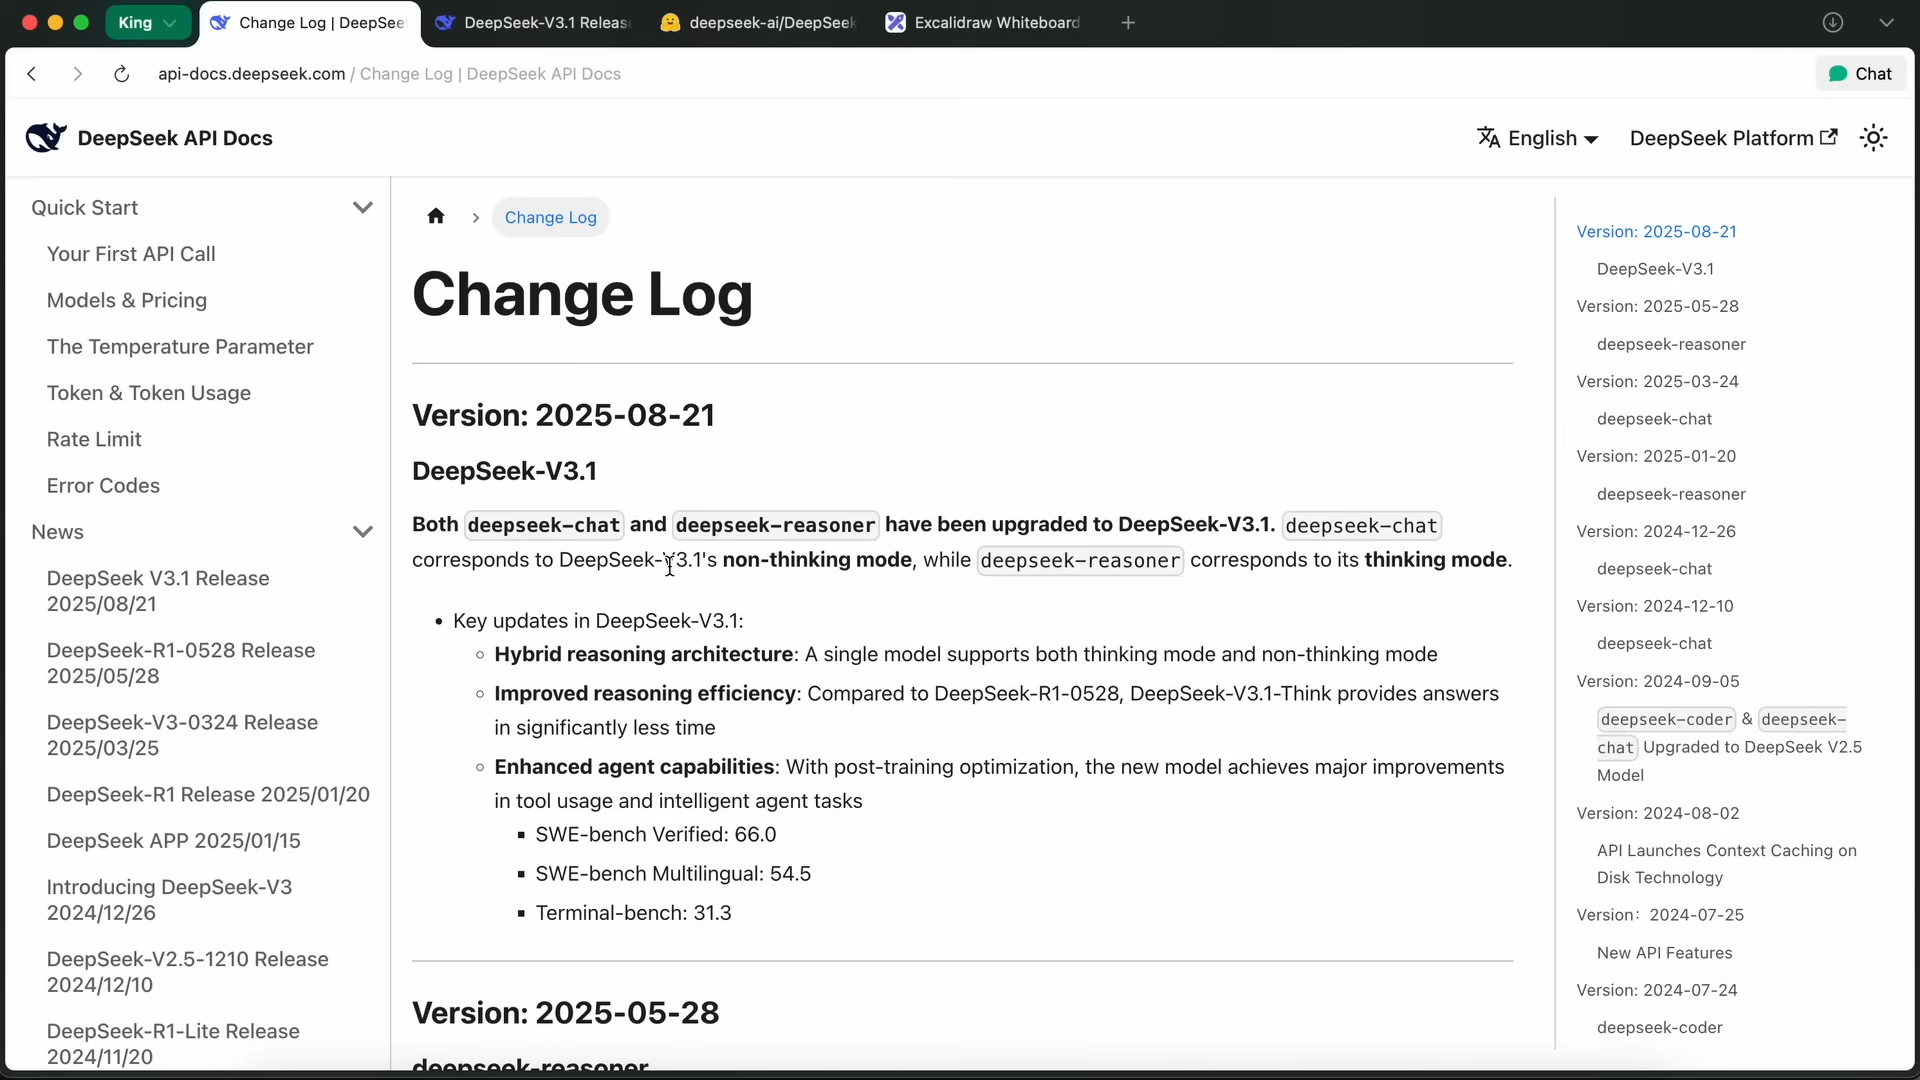 King
Change Log | DeepSee
DeepSeek-V3.1 Releas
deepseek-ai/DeepSeek
Excalidraw Whiteboard
api-docs.deepseek.com / Change Log | DeepSeek API Docs
Chat
DeepSeek API Docs
English
DeepSeek Platform
Quick Start
Your First API Call
Models & Pricing
The Temperature Parameter
Token & Token Usage
Rate Limit
Error Codes
News
DeepSeek V3.1 Release
2025/08/21
DeepSeek-R1-0528 Release
2025/05/28
DeepSeek-V3-0324 Release
2025/03/25
DeepSeek-R1 Release 2025/01/20
DeepSeek APP 2025/01/15
Introducing DeepSeek-V3
2024/12/26
DeepSeek-V2.5-1210 Release
2024/12/10
DeepSeek-R1-Lite Release
2024/11/20
Change Log
Change Log
Version: 2025-08-21
DeepSeek-V3.1
Both deepseek-chat and deepseek-reasoner have been upgraded to DeepSeek-V3.1. deepseek-chat
corresponds to DeepSeek-V3.1's non-thinking mode, while deepseek-reasoner corresponds to its thinking mode.
• Key updates in DeepSeek-V3.1:
◦ Hybrid reasoning architecture: A single model supports both thinking mode and non-thinking mode
◦ Improved reasoning efficiency: Compared to DeepSeek-R1-0528, DeepSeek-V3.1-Think provides answers
in significantly less time
◦ Enhanced agent capabilities: With post-training optimization, the new model achieves major improvements
in tool usage and intelligent agent tasks
▪ SWE-bench Verified: 66.0
▪ SWE-bench Multilingual: 54.5
▪ Terminal-bench: 31.3
Version: 2025-05-28
deepseek-reasoner
Version: 2025-08-21
DeepSeek-V3.1
Version: 2025-05-28
deepseek-reasoner
Version: 2025-03-24
deepseek-chat
Version: 2025-01-20
deepseek-reasoner
Version: 2024-12-26
deepseek-chat
Version: 2024-12-10
deepseek-chat
Version: 2024-09-05
deepseek-coder & deepseek-
chat Upgraded to DeepSeek V2.5
Model
Version: 2024-08-02
API Launches Context Caching on
Disk Technology
Version：2024-07-25
New API Features
Version: 2024-07-24
deepseek-coder